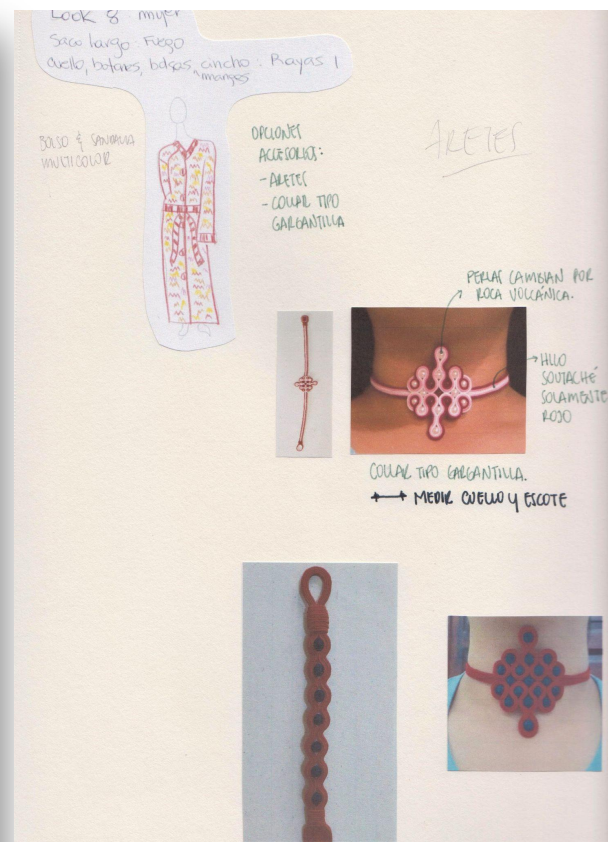 Look 8 mujer
Saco largo: Fuego
Cuello, botones, bolsas, cincho: Rayas 1
mangas
BOLSO & SANDALIA
MULTICOLOR
OPCIONES
ACCESORIOS:
- ARETES
- COLLAR TIPO
GARGANTILLA
ARETES
PERLAS CAMBIAN POR
ROCA VOLCÁNICA.
HILO
SOUTACHÉ
SOLAMENTE
ROJO
COLLAR TIPO GARGANTILLA.
MEDIR CUELLO Y ESCOTE